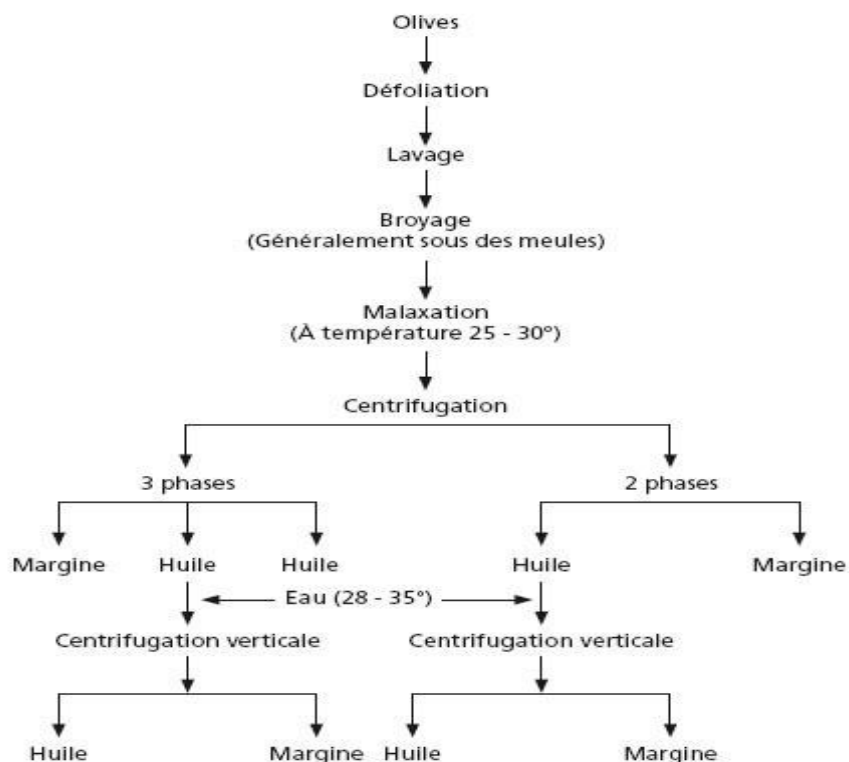 Olives
Défoliation
Lavage
Broyage
(Généralement sous des meules)
Malaxation
(À température 25 - 30°)
Centrifugation
3 phases
2 phases
Margine
Huile
Huile
Huile
Margine
Eau (28 - 35°)
Centrifugation verticale
Centrifugation verticale
Huile
Margine
Huile
Margine